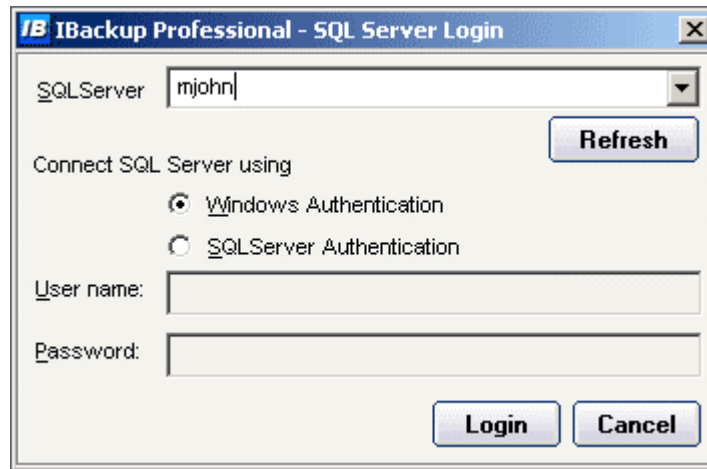 IB IBackup Professional - SQL Server Login
SQLServer mjohn
Refresh
Connect SQL Server using
Windows Authentication
SQLServer Authentication
User name:
Password:
Login Cancel